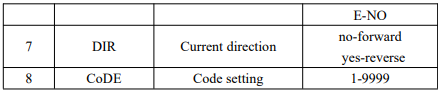 E-NO
7 DIR Current direction no-forward
yes-reverse
8 CoDE Code setting 1-9999